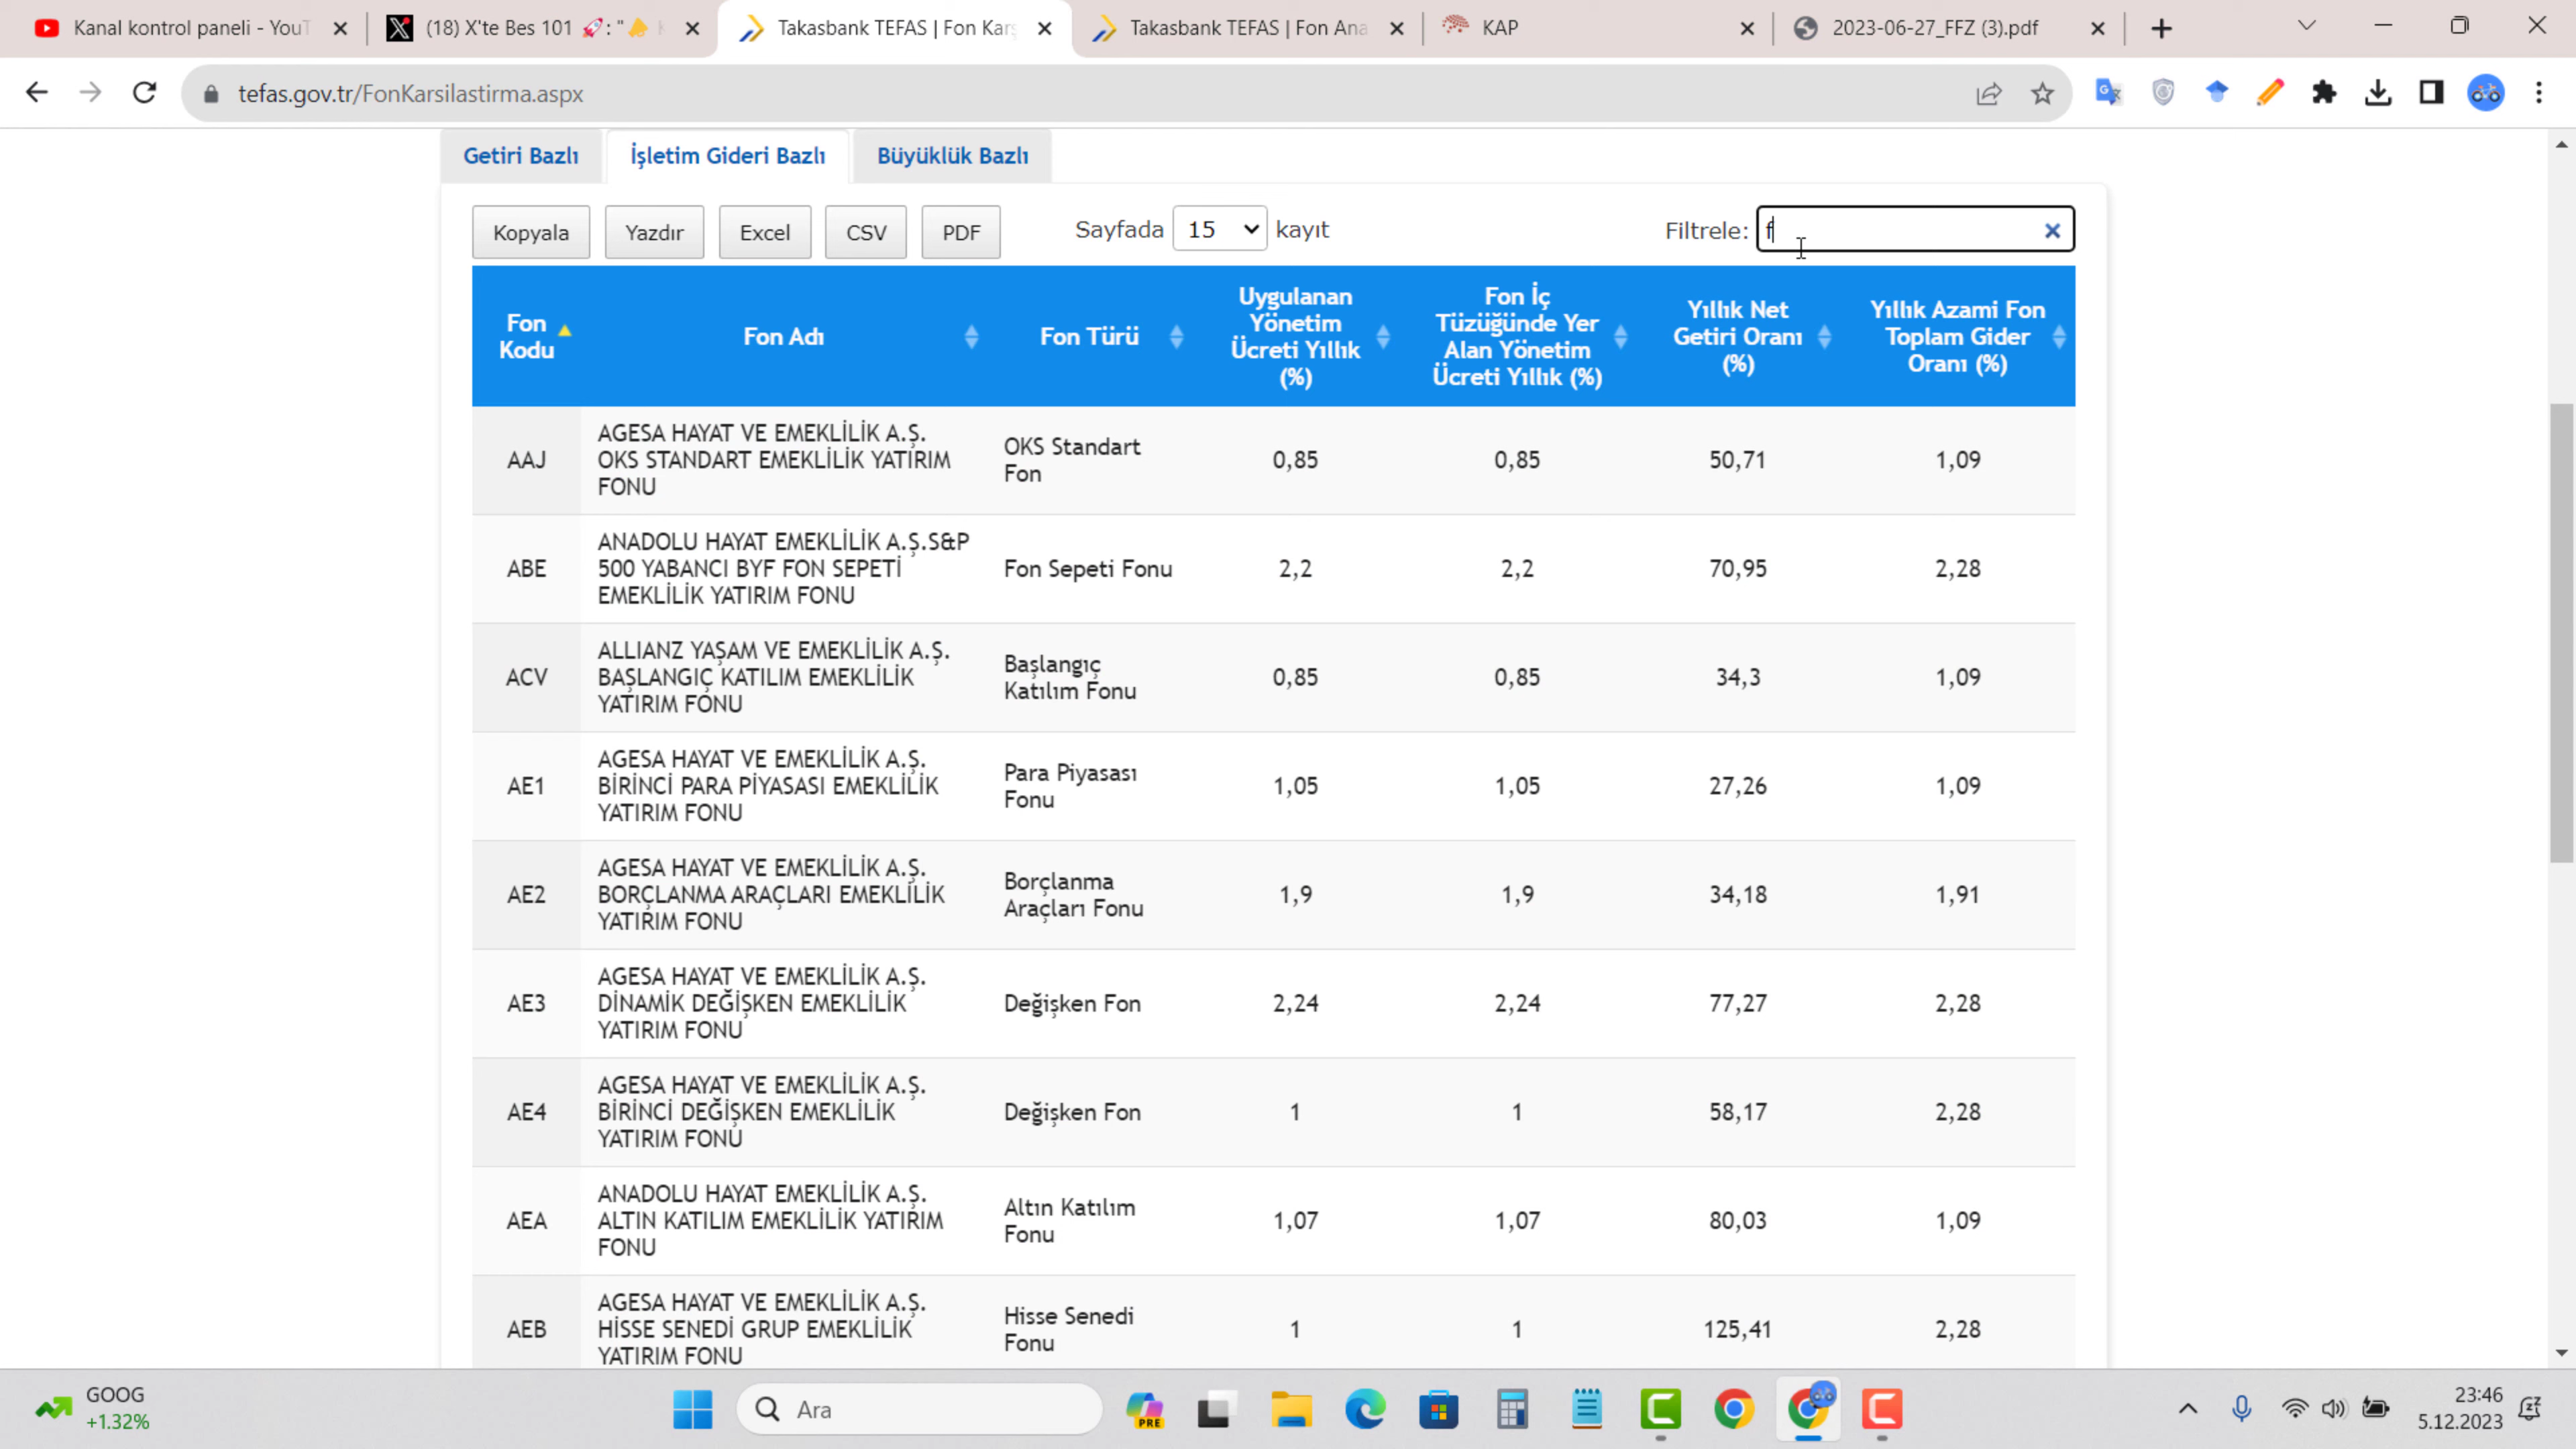 Kanal kontrol paneli - YouT
(18) X'te Bes 101 🚀: "📣
Takasbank TEFAS | Fon Karş
Takasbank TEFAS | Fon Ana
KAP
2023-06-27_FFZ (3).pdf
tefas.gov.tr/FonKarsilastirma.aspx
Getiri Bazlı
İşletim Gideri Bazlı
Büyüklük Bazlı
Kopyala
Yazdır
Excel
CSV
PDF
Sayfada 15 kayıt
Filtrele: f
Fon
Kodu
Fon Adı
Fon Türü
Uygulanan
Yönetim
Ücreti Yıllık
(%)
Fon İç
Tüzüğünde Yer
Alan Yönetim
Ücreti Yıllık (%)
Yıllık Net
Getiri Oranı
(%)
Yıllık Azami Fon
Toplam Gider
Oranı (%)
AAJ
AGESA HAYAT VE EMEKLİLİK A.Ş.
OKS STANDART EMEKLİLİK YATIRIM
FONU
OKS Standart
Fon
0,85
0,85
50,71
1,09
ABE
ANADOLU HAYAT EMEKLİLİK A.Ş.S&P
500 YABANCI BYF FON SEPETİ
EMEKLİLİK YATIRIM FONU
Fon Sepeti Fonu
2,2
2,2
70,95
2,28
ACV
ALLIANZ YAŞAM VE EMEKLİLİK A.Ş.
BAŞLANGIÇ KATILIM EMEKLİLİK
YATIRIM FONU
Başlangıç
Katılım Fonu
0,85
0,85
34,3
1,09
AE1
AGESA HAYAT VE EMEKLİLİK A.Ş.
BİRİNCİ PARA PİYASASI EMEKLİLİK
YATIRIM FONU
Para Piyasası
Fonu
1,05
1,05
27,26
1,09
AE2
AGESA HAYAT VE EMEKLİLİK A.Ş.
BORÇLANMA ARAÇLARI EMEKLİLİK
YATIRIM FONU
Borçlanma
Araçları Fonu
1,9
1,9
34,18
1,91
AE3
AGESA HAYAT VE EMEKLİLİK A.Ş.
DİNAMİK DEĞİŞKEN EMEKLİLİK
YATIRIM FONU
Değişken Fon
2,24
2,24
77,27
2,28
AE4
AGESA HAYAT VE EMEKLİLİK A.Ş.
BİRİNCİ DEĞİŞKEN EMEKLİLİK
YATIRIM FONU
Değişken Fon
1
1
58,17
2,28
AEA
ANADOLU HAYAT EMEKLİLİK A.Ş.
ALTIN KATILIM EMEKLİLİK YATIRIM
FONU
Altın Katılım
Fonu
1,07
1,07
80,03
1,09
AEB
AGESA HAYAT VE EMEKLİLİK A.Ş.
HİSSE SENEDİ GRUP EMEKLİLİK
YATIRIM FONU
Hisse Senedi
Fonu
1
1
125,41
2,28
GOOG
+1.32%
Ara
PRE
23:46
5.12.2023